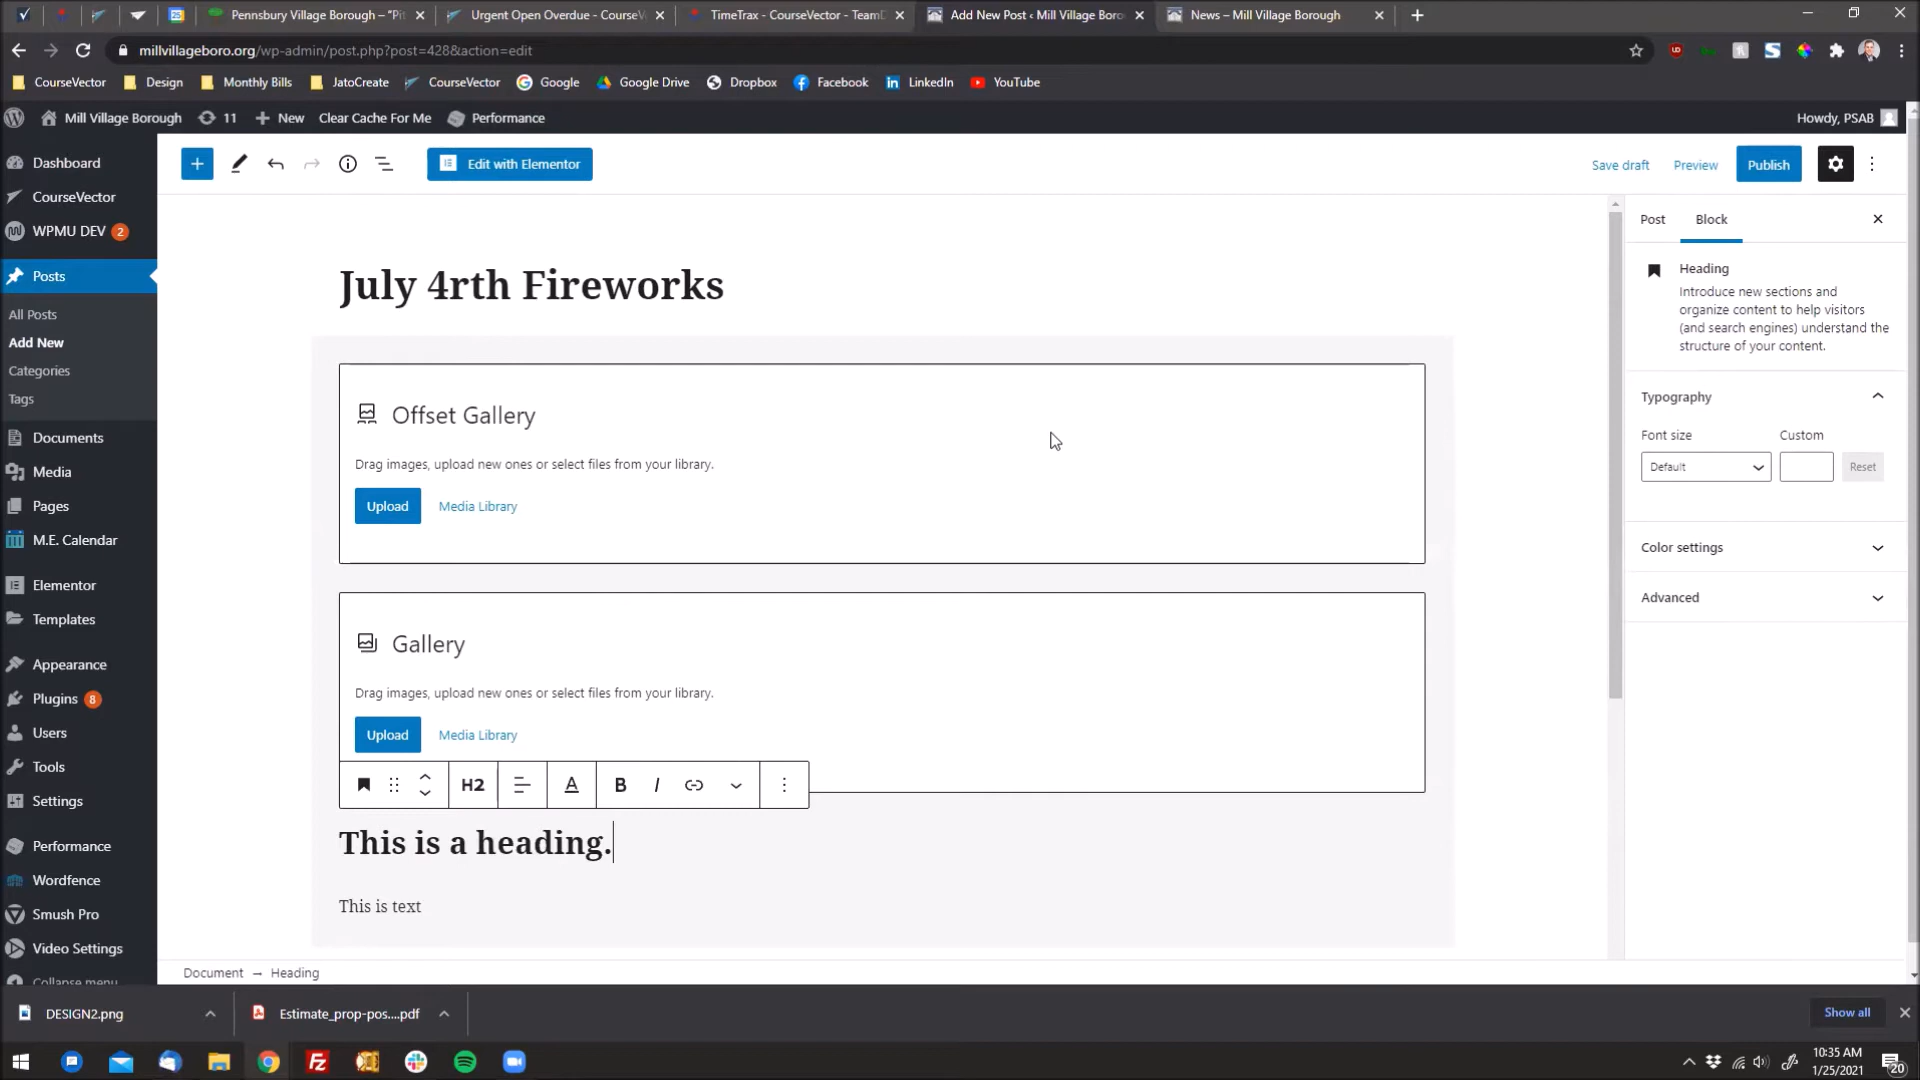 Pennsbury Village Borough – "Pit
Urgent Open Overdue - CourseV
TimeTrax - CourseVector - TeamD
Add New Post ‹ Mill Village Boro
News – Mill Village Borough
millvillageboro.org/wp-admin/post.php?post=428&action=edit
CourseVector
Design
Monthly Bills
JatoCreate
CourseVector
Google
Google Drive
Dropbox
Facebook
LinkedIn
YouTube
Mill Village Borough
11
New
Clear Cache For Me
Performance
Howdy, PSAB
Dashboard
CourseVector
WPMU DEV 2
Posts
All Posts
Add New
Categories
Tags
Documents
Media
Pages
M.E. Calendar
Elementor
Templates
Appearance
Plugins 8
Users
Tools
Settings
Performance
Wordfence
Smush Pro
Video Settings
Collapse menu
Edit with Elementor
Save draft
Preview
Publish
July 4rth Fireworks
Offset Gallery
Drag images, upload new ones or select files from your library.
Upload
Media Library
Gallery
Drag images, upload new ones or select files from your library.
Upload
Media Library
H2
A
B
I
This is a heading.
This is text
Document → Heading
Post
Block
Heading
Introduce new sections and
organize content to help visitors
(and search engines) understand the
structure of your content.
Typography
Font size
Custom
Default
Reset
Color settings
Advanced
DESIGN2.png
Estimate_prop-pos....pdf
Show all
10:35 AM
1/25/2021
20